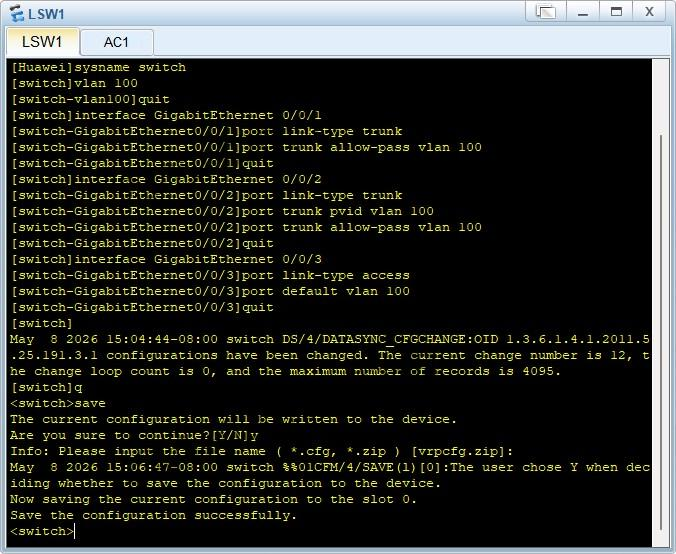 LSW1
LSW1 AC1
[Huawei]sysname switch
[switch]vlan 100
[switch-vlan100]quit
[switch]interface GigabitEthernet 0/0/1
[switch-GigabitEthernet0/0/1]port link-type trunk
[switch-GigabitEthernet0/0/1]port trunk allow-pass vlan 100
[switch-GigabitEthernet0/0/1]quit
[switch]interface GigabitEthernet 0/0/2
[switch-GigabitEthernet0/0/2]port link-type trunk
[switch-GigabitEthernet0/0/2]port trunk pvid vlan 100
[switch-GigabitEthernet0/0/2]port trunk allow-pass vlan 100
[switch-GigabitEthernet0/0/2]quit
[switch]interface GigabitEthernet 0/0/3
[switch-GigabitEthernet0/0/3]port link-type access
[switch-GigabitEthernet0/0/3]port default vlan 100
[switch-GigabitEthernet0/0/3]quit
[switch]
May  8 2026 15:04:44-08:00 switch DS/4/DATASYNC_CFGCHANGE:OID 1.3.6.1.4.1.2011.5
.25.191.3.1 configurations have been changed. The current change number is 12, t
he change loop count is 0, and the maximum number of records is 4095.
[switch]q
<switch>save
The current configuration will be written to the device.
Are you sure to continue?[Y/N]y
Info: Please input the file name ( *.cfg, *.zip ) [vrpcfg.zip]:
May  8 2026 15:06:47-08:00 switch %%01CFM/4/SAVE(l)[0]:The user chose Y when dec
iding whether to save the configuration to the device.
Now saving the current configuration to the slot 0.
Save the configuration successfully.
<switch>